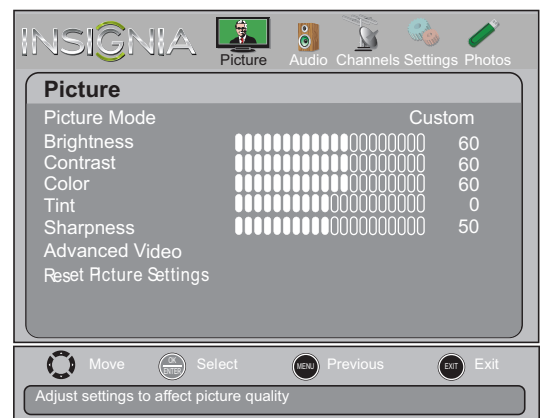 INSIGNIA
Picture Audio Channels Settings Photos
Picture
Picture Mode Custom
Brightness 60
Contrast 60
Color 60
Tint 0
Sharpness 50
Advanced Video
Reset Picture Settings
Move OK ENTER Select MENU Previous EXIT Exit
Adjust settings to affect picture quality